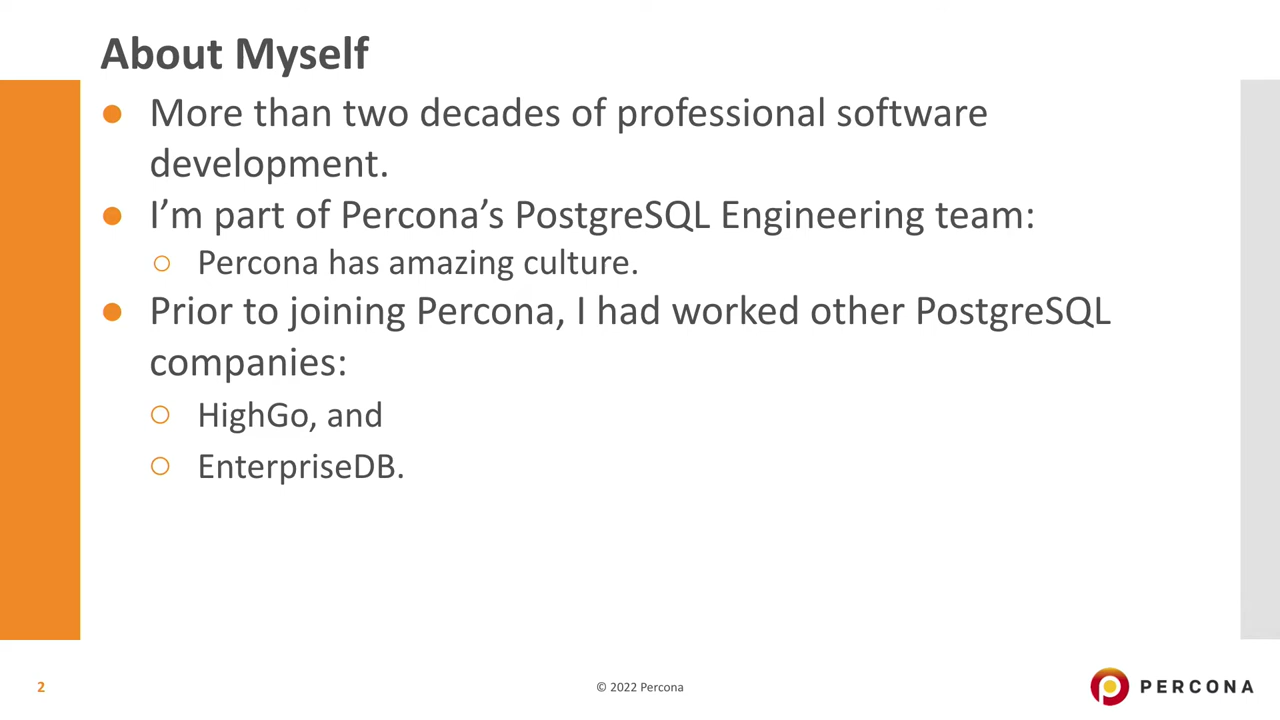 About Myself
● More than two decades of professional software
development.
● I’m part of Percona’s PostgreSQL Engineering team:
○ Percona has amazing culture.
● Prior to joining Percona, I had worked other PostgreSQL
companies:
○ HighGo, and
○ EnterpriseDB.
2
© 2022 Percona
PERCONA